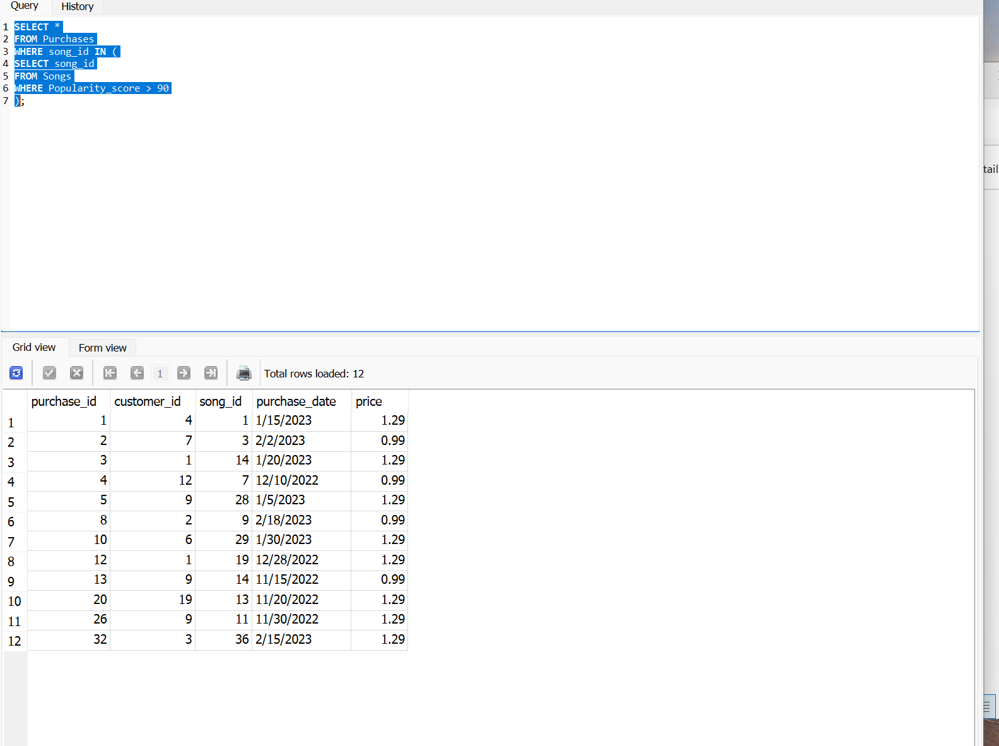 Query History
1 SELECT *
2 FROM Purchases
3 WHERE song_id IN (
4 SELECT song_id
5 FROM Songs
6 WHERE Popularity_score > 90
7 );
tail
Grid view Form view
1 Total rows loaded: 12
purchase_id customer_id song_id purchase_date price
1 1 4 1 1/15/2023 1.29
2 2 7 3 2/2/2023 0.99
3 3 1 14 1/20/2023 1.29
4 4 12 7 12/10/2022 0.99
5 5 9 28 1/5/2023 1.29
6 8 2 9 2/18/2023 0.99
7 10 6 29 1/30/2023 1.29
8 12 1 19 12/28/2022 1.29
9 13 9 14 11/15/2022 0.99
10 20 19 13 11/20/2022 1.29
11 26 9 11 11/30/2022 1.29
12 32 3 36 2/15/2023 1.29